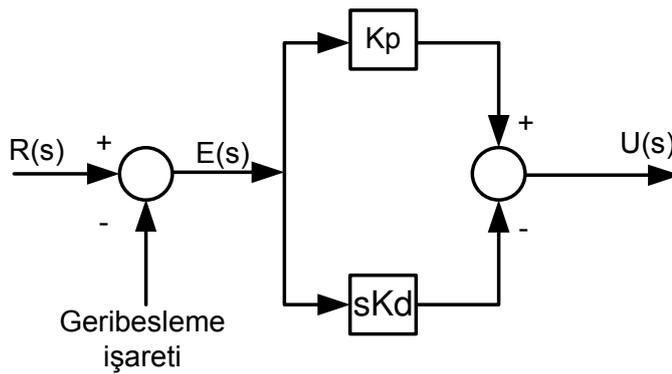 Kp
+
+
R(s)
E(s)
U(s)
-
-
sKd
Geribesleme
işareti